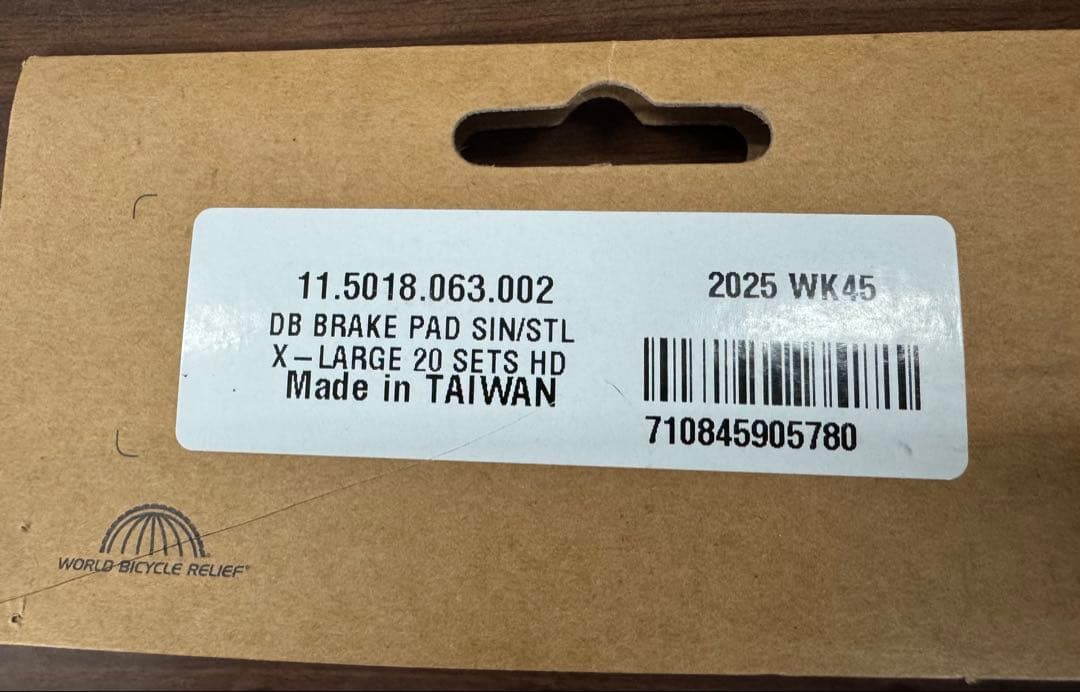 11.5018.063.002
DB BRAKE PAD SIN/STL
X-LARGE 20 SETS HD
Made in TAIWAN
2025 WK45
710845905780
WORLD BICYCLE RELIEF®